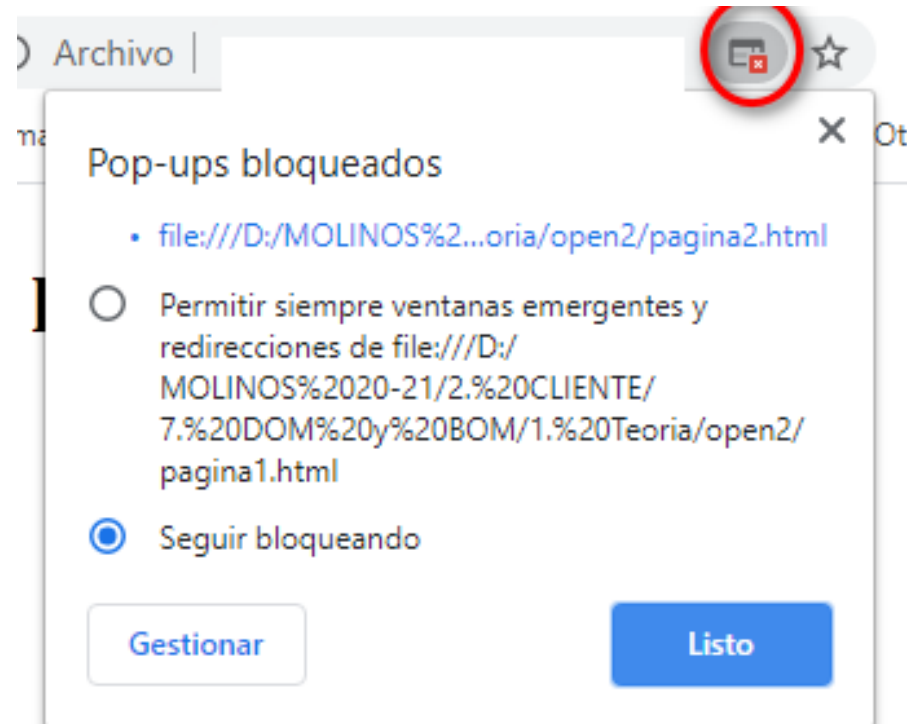 Archivo
Ot
Pop-ups bloqueados
• file:///D:/MOLINOS%2...oria/open2/pagina2.html
Permitir siempre ventanas emergentes y
redirecciones de file:///D:/
MOLINOS%2020-21/2.%20CLIENTE/
7.%20DOM%20y%20BOM/1.%20Teoria/open2/
pagina1.html
Seguir bloqueando
Gestionar
Listo